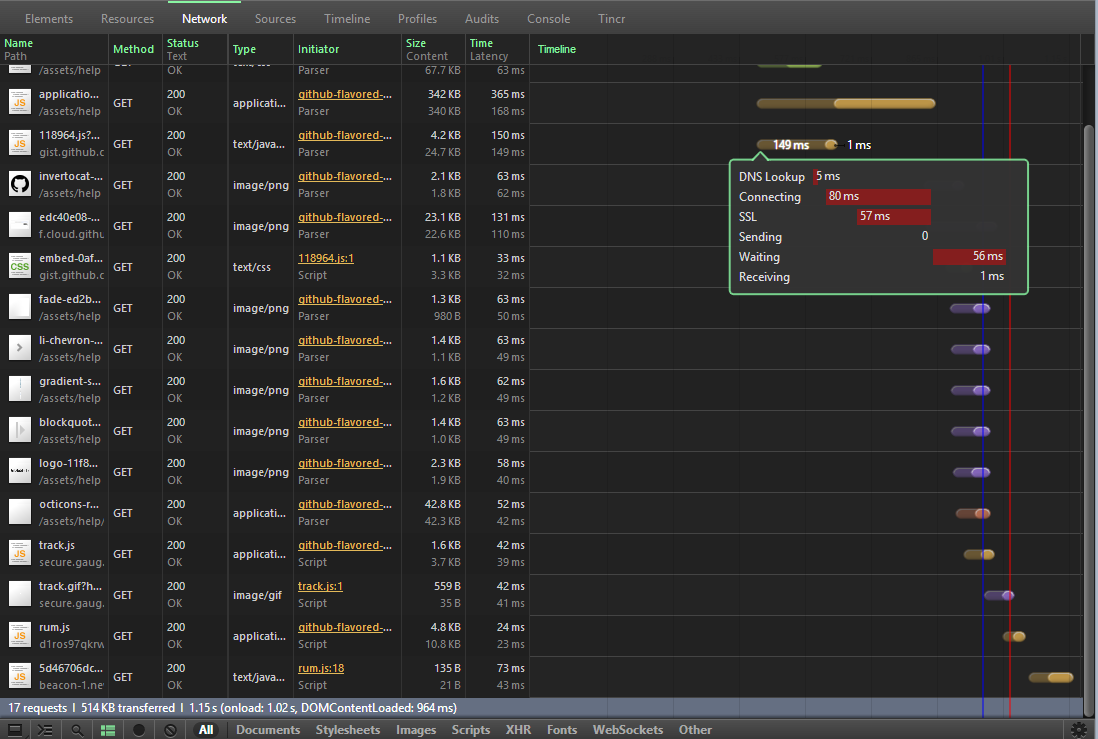 Elements Resources Network Sources Timeline Profiles Audits Console Tincr
Name Method Status Type Initiator Size Time Timeline
Path Text Content Latency
/assets/help OK Parser 67.7 KB 63 ms
applicatio... GET 200 applicati... github-flavored-... 342 KB 365 ms
/assets/help OK Parser 340 KB 168 ms
118964.js?... GET 200 text/java... github-flavored-... 4.2 KB 150 ms 149 ms 1 ms
gist.github.c OK Parser 24.7 KB 149 ms
invertocat-... GET 200 image/png github-flavored-... 2.1 KB 63 ms
/assets/help OK Parser 1.8 KB 62 ms
edc40e08-... GET 200 image/png github-flavored-... 23.1 KB 131 ms
f.cloud.githu OK Parser 22.6 KB 110 ms
embed-0af... GET 200 text/css 118964.js:1 1.1 KB 33 ms
gist.github.c OK Script 3.3 KB 32 ms
DNS Lookup 5 ms
Connecting 80 ms
SSL 57 ms
Sending 0
Waiting 56 ms
Receiving 1 ms
fade-ed2b... GET 200 image/png github-flavored-... 1.3 KB 63 ms
/assets/help OK Parser 980 B 50 ms
li-chevron-... GET 200 image/png github-flavored-... 1.4 KB 63 ms
/assets/help OK Parser 1.1 KB 49 ms
gradient-s... GET 200 image/png github-flavored-... 1.6 KB 62 ms
/assets/help OK Parser 1.2 KB 49 ms
blockquot... GET 200 image/png github-flavored-... 1.4 KB 63 ms
/assets/help OK Parser 1.0 KB 49 ms
logo-11f8... GET 200 image/png github-flavored-... 2.3 KB 58 ms
/assets/help OK Parser 1.9 KB 40 ms
octicons-r... GET 200 applicati... github-flavored-... 42.8 KB 52 ms
/assets/help/ OK Parser 42.3 KB 42 ms
JS track.js GET 200 applicati... github-flavored-... 1.6 KB 42 ms
secure.gaug. OK Script 3.7 KB 39 ms
track.gif?h... GET 200 image/gif track.js:1 559 B 42 ms
secure.gaug. OK Script 35 B 41 ms
JS rum.js GET 200 applicati... github-flavored-... 4.8 KB 24 ms
d1ros97qkrw OK Script 10.8 KB 23 ms
JS 5d46706dc... GET 200 text/java... rum.js:18 135 B 73 ms
beacon-1.ne OK Script 21 B 43 ms
17 requests | 514 KB transferred | 1.15 s (onload: 1.02 s, DOMContentLoaded: 964 ms)
All Documents Stylesheets Images Scripts XHR Fonts WebSockets Other